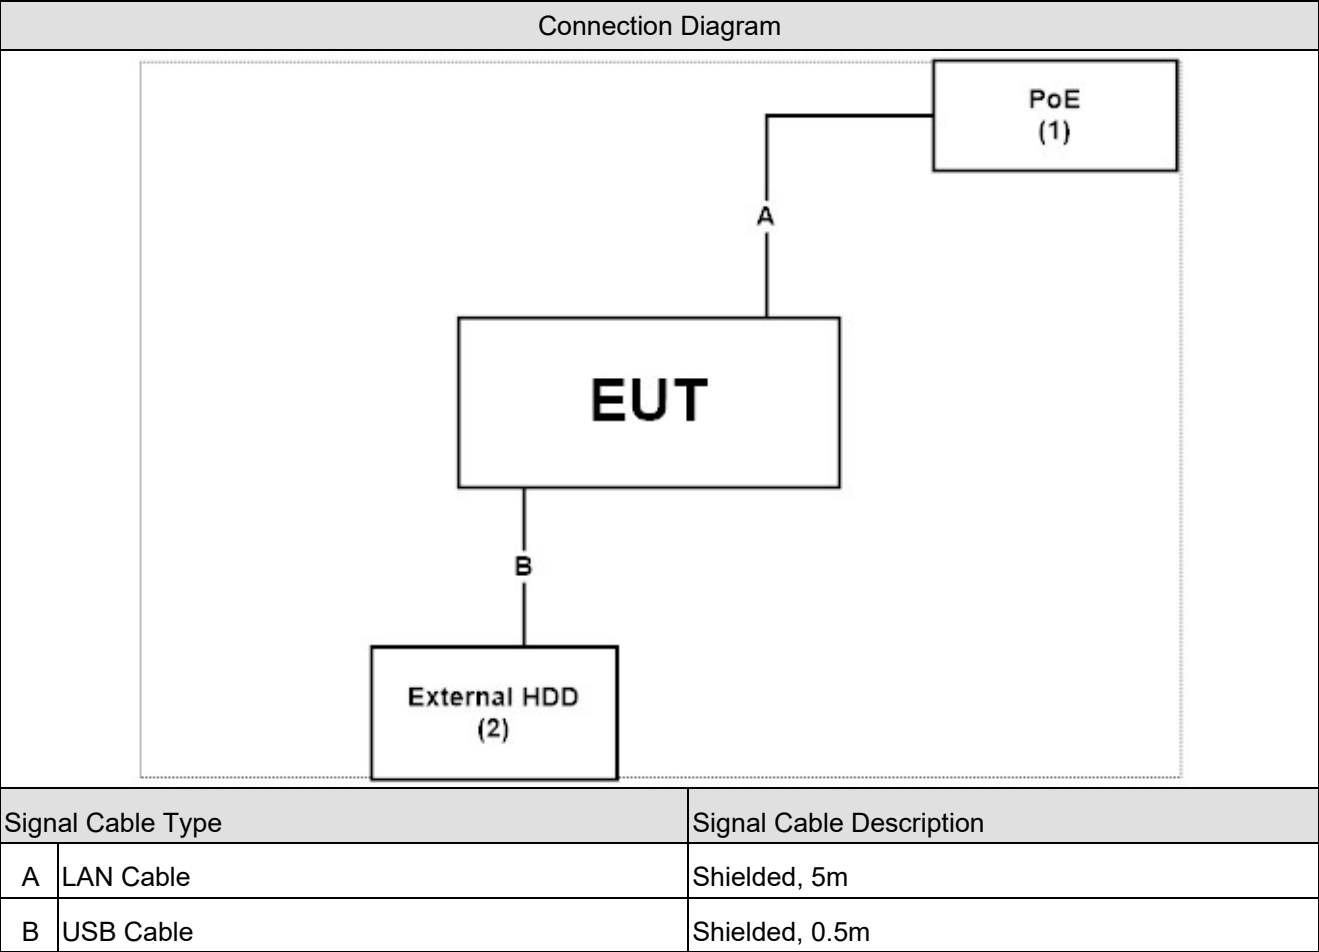 Connection Diagram
PoE
(1)
A
EUT
B
External HDD
(2)
Signal Cable Type Signal Cable Description
A LAN Cable Shielded, 5m
B USB Cable Shielded, 0.5m